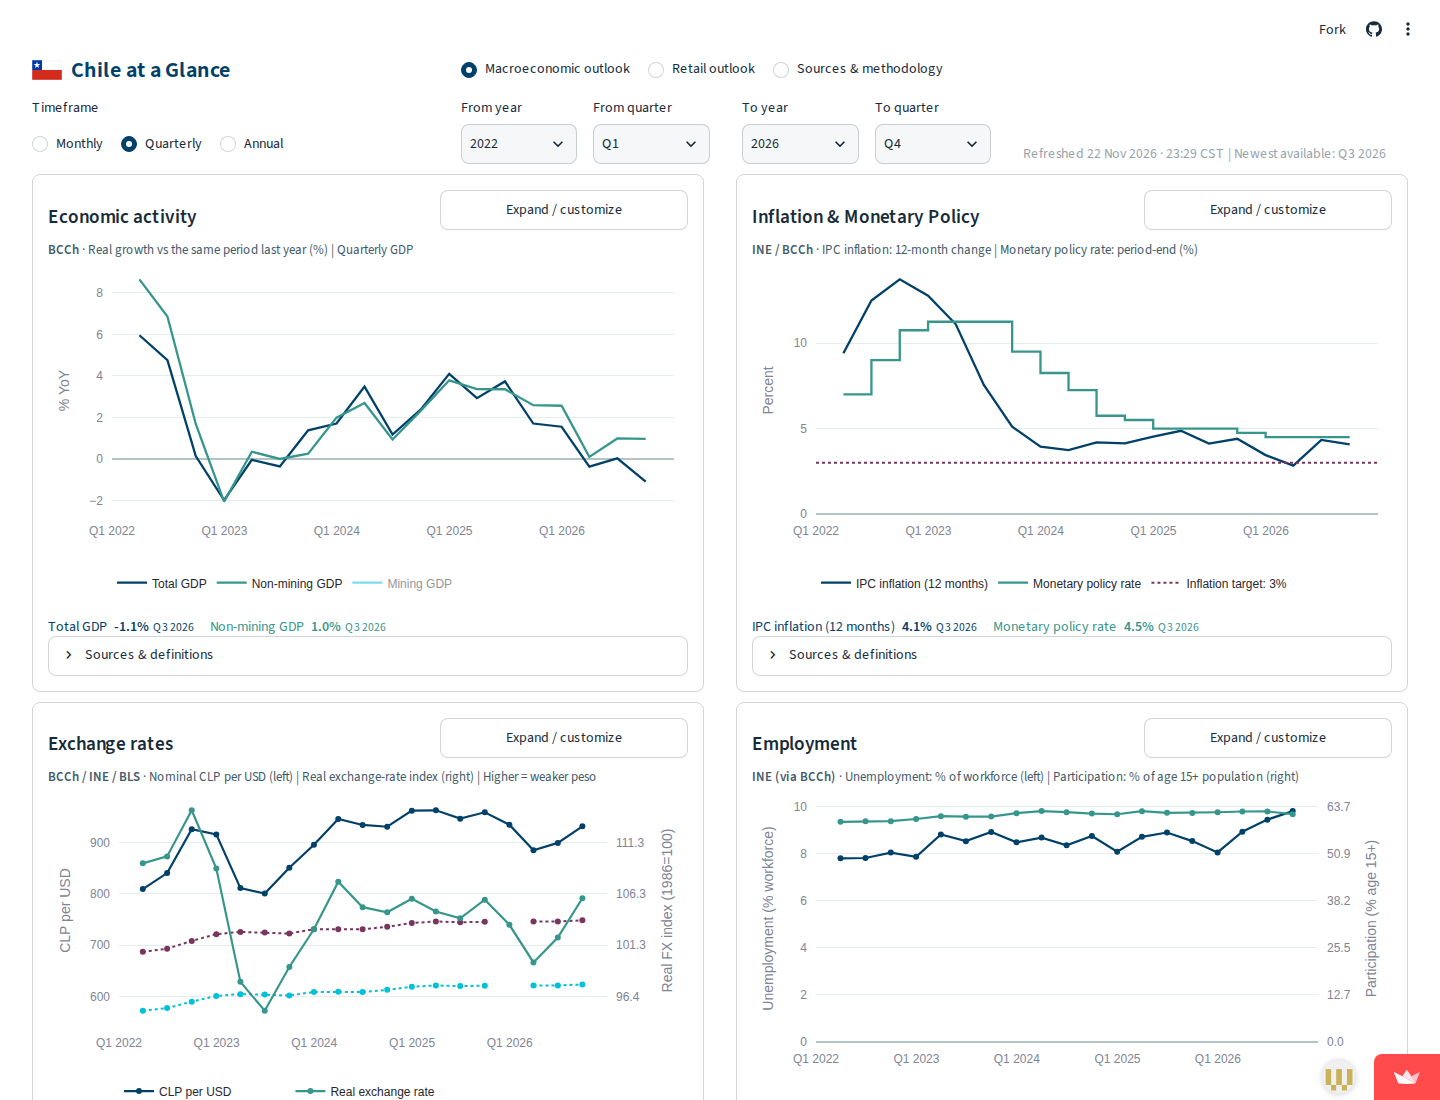 Fork
Chile at a Glance
Macroeconomic outlook
Retail outlook
Sources & methodology
Timeframe
From year
From quarter
To year
To quarter
Monthly
Quarterly
Annual
2022
Q1
2026
Q4
Refreshed 22 Nov 2026 · 23:29 CST | Newest available: Q3 2026
Economic activity
Expand / customize
BCCh · Real growth vs the same period last year (%) | Quarterly GDP
% YoY
8
6
4
2
0
−2
Q1 2022
Q1 2023
Q1 2024
Q1 2025
Q1 2026
Total GDP
Non-mining GDP
Mining GDP
Total GDP -1.1% Q3 2026 Non-mining GDP 1.0% Q3 2026
Sources & definitions
Inflation & Monetary Policy
Expand / customize
INE / BCCh · IPC inflation: 12-month change | Monetary policy rate: period-end (%)
Percent
10
5
0
Q1 2022
Q1 2023
Q1 2024
Q1 2025
Q1 2026
IPC inflation (12 months)
Monetary policy rate
Inflation target: 3%
IPC inflation (12 months) 4.1% Q3 2026 Monetary policy rate 4.5% Q3 2026
Sources & definitions
Exchange rates
Expand / customize
BCCh / INE / BLS · Nominal CLP per USD (left) | Real exchange-rate index (right) | Higher = weaker peso
CLP per USD
900
800
700
600
111.3
106.3
101.3
96.4
Real FX index (1986=100)
Q1 2022
Q1 2023
Q1 2024
Q1 2025
Q1 2026
CLP per USD
Real exchange rate
Employment
Expand / customize
INE (via BCCh) · Unemployment: % of workforce (left) | Participation: % of age 15+ population (right)
Unemployment (% workforce)
10
8
6
4
2
0
63.7
50.9
38.2
25.5
12.7
0.0
Participation (% age 15+)
Q1 2022
Q1 2023
Q1 2024
Q1 2025
Q1 2026